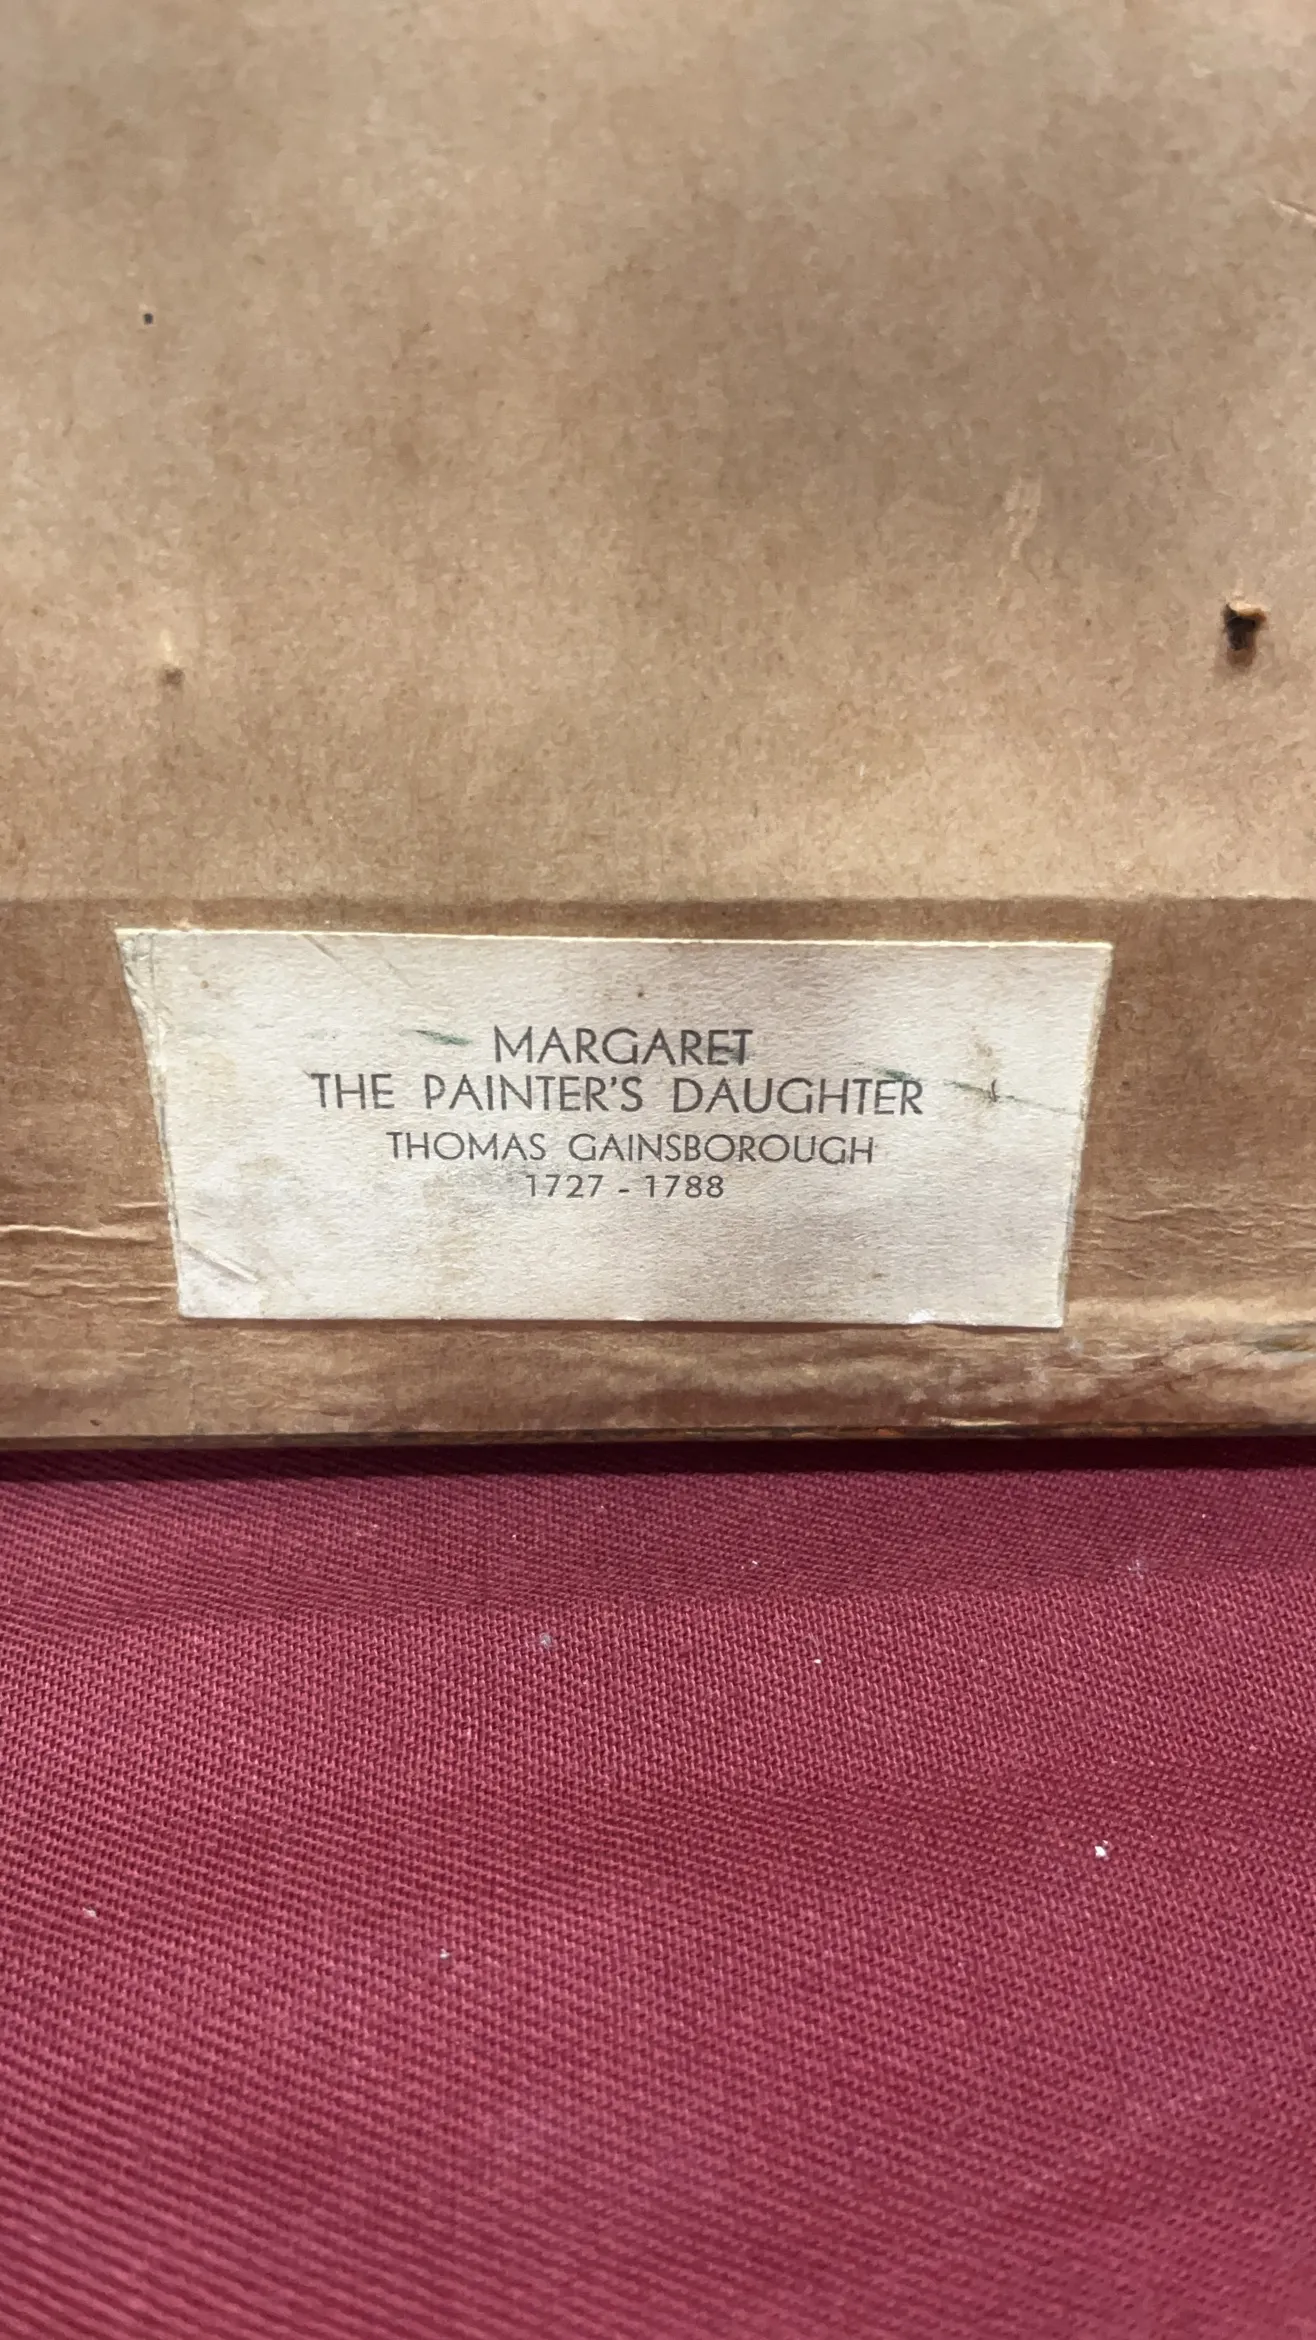 MARGARET
THE PAINTER'S DAUGHTER
THOMAS GAINSBOROUGH
1727 - 1788